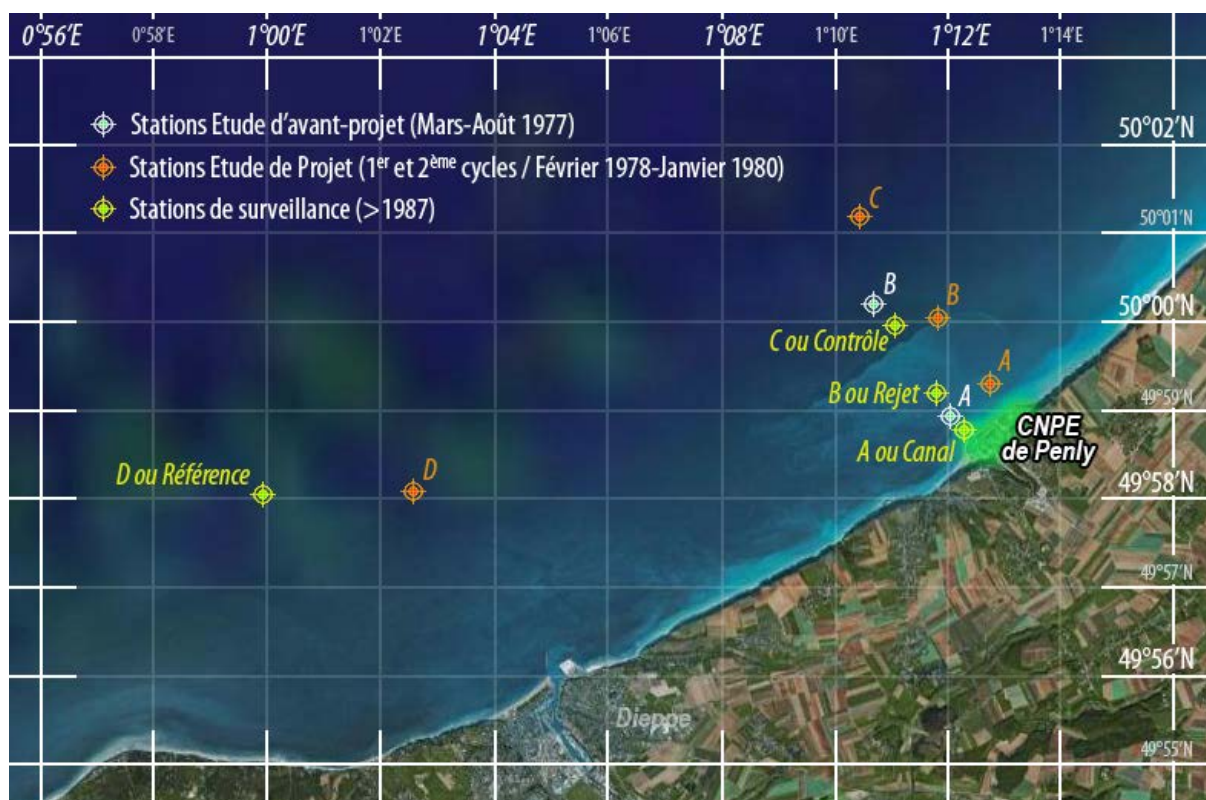 0°56'E 0°58'E 1°00'E 1°02'E 1°04'E 1°06'E 1°08'E 1°10'E 1°12'E 1°14'E
Stations Etude d'avant-projet (Mars-Août 1977)
50°02'N
Stations Etude de Projet (1er et 2ème cycles / Février 1978-Janvier 1980)
Stations de surveillance (>1987)
C
50°01'N
B
B
50°00'N
C ou Contrôle
A
B ou Rejet
A
49°59'N
CNPE
de Penly
A ou Canal
D ou Référence
D
49°58'N
49°57'N
49°56'N
Dieppe
49°55'N